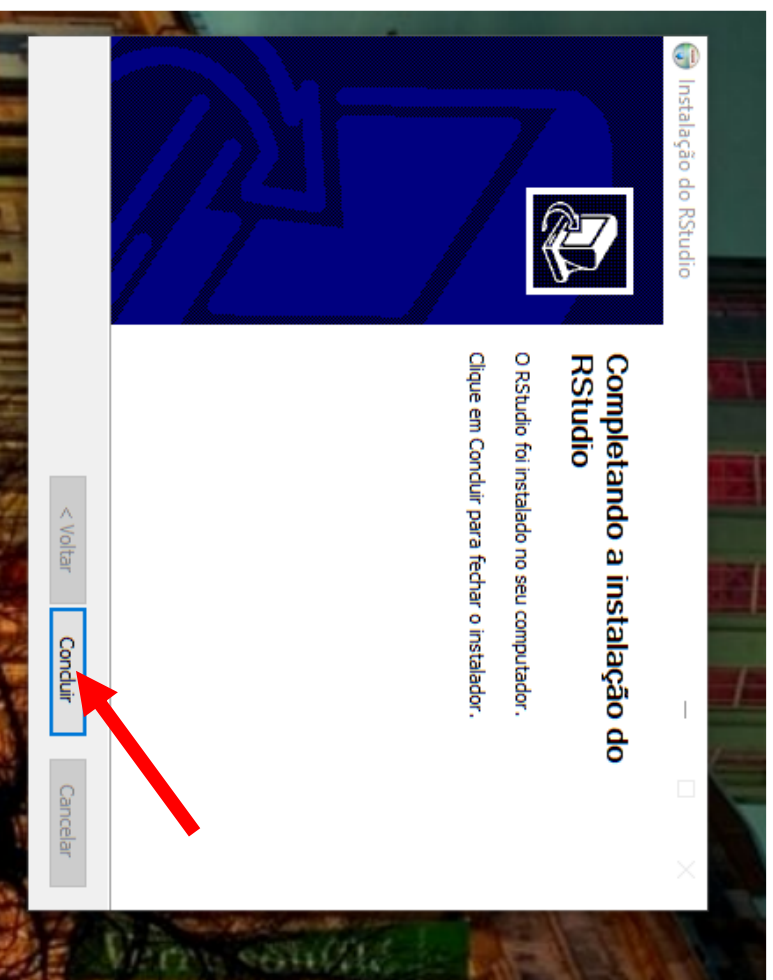 Instalação do RStudio
Completando a instalação do
RStudio
O RStudio foi instalado no seu computador.
Clique em Concluir para fechar o instalador.
< Voltar
Concluir
Cancelar